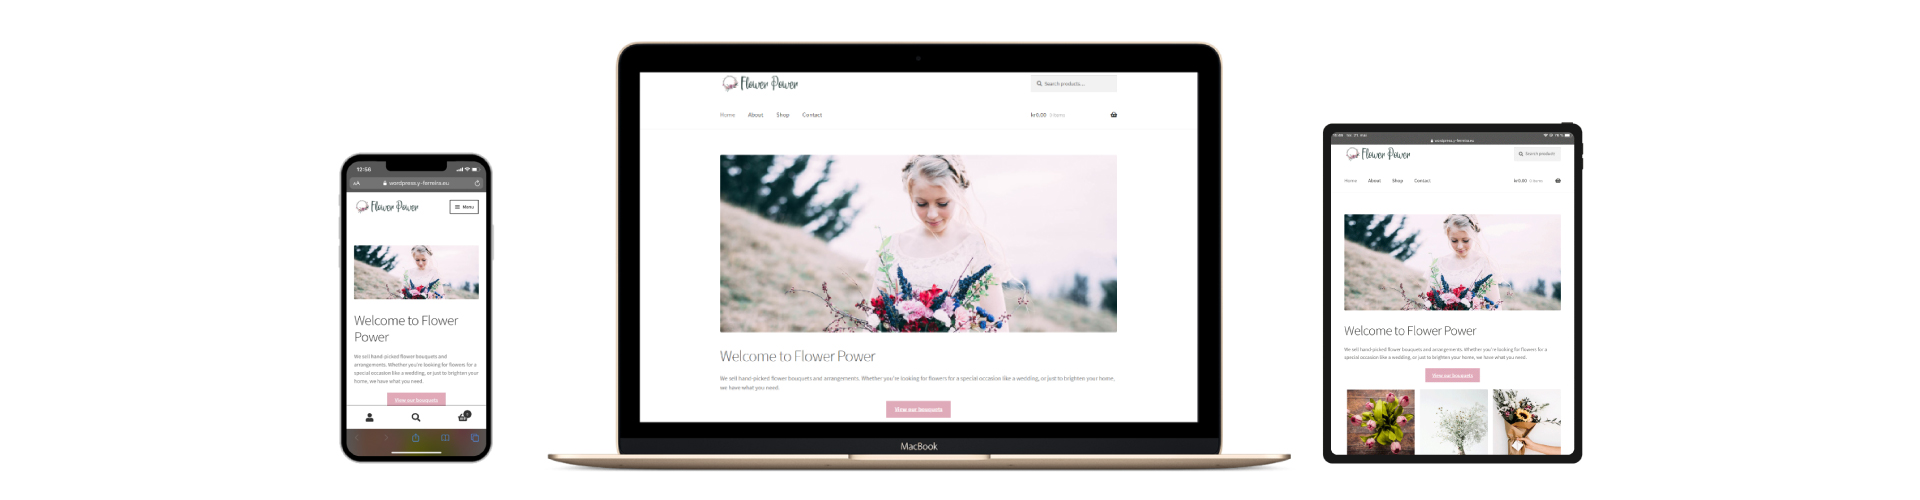 12:56
AA
wordpress.y-ferreira.eu
Flower Power
Menu
Welcome to Flower
Power
We sell hand-picked flower bouquets and
arrangements. Whether you're looking for flowers for a
special occasion like a wedding, or just to brighten your
home, we have what you need.
View our bouquets
Flower Power
Search products...
Home About Shop Contact
kr0.00 0 items
Welcome to Flower Power
We sell hand-picked flower bouquets and arrangements. Whether you're looking for flowers for a special occasion like a wedding, or just to brighten your home,
we have what you need.
View our bouquets
MacBook
wordpress.y-ferreira.eu
Flower Power
Search products
Home About Shop Contact
kr0.00 0 items
Welcome to Flower Power
We sell hand-picked flower bouquets and arrangements. Whether you're looking for flowers for a
special occasion like a wedding, or just to brighten your home, we have what you need.
View our bouquets